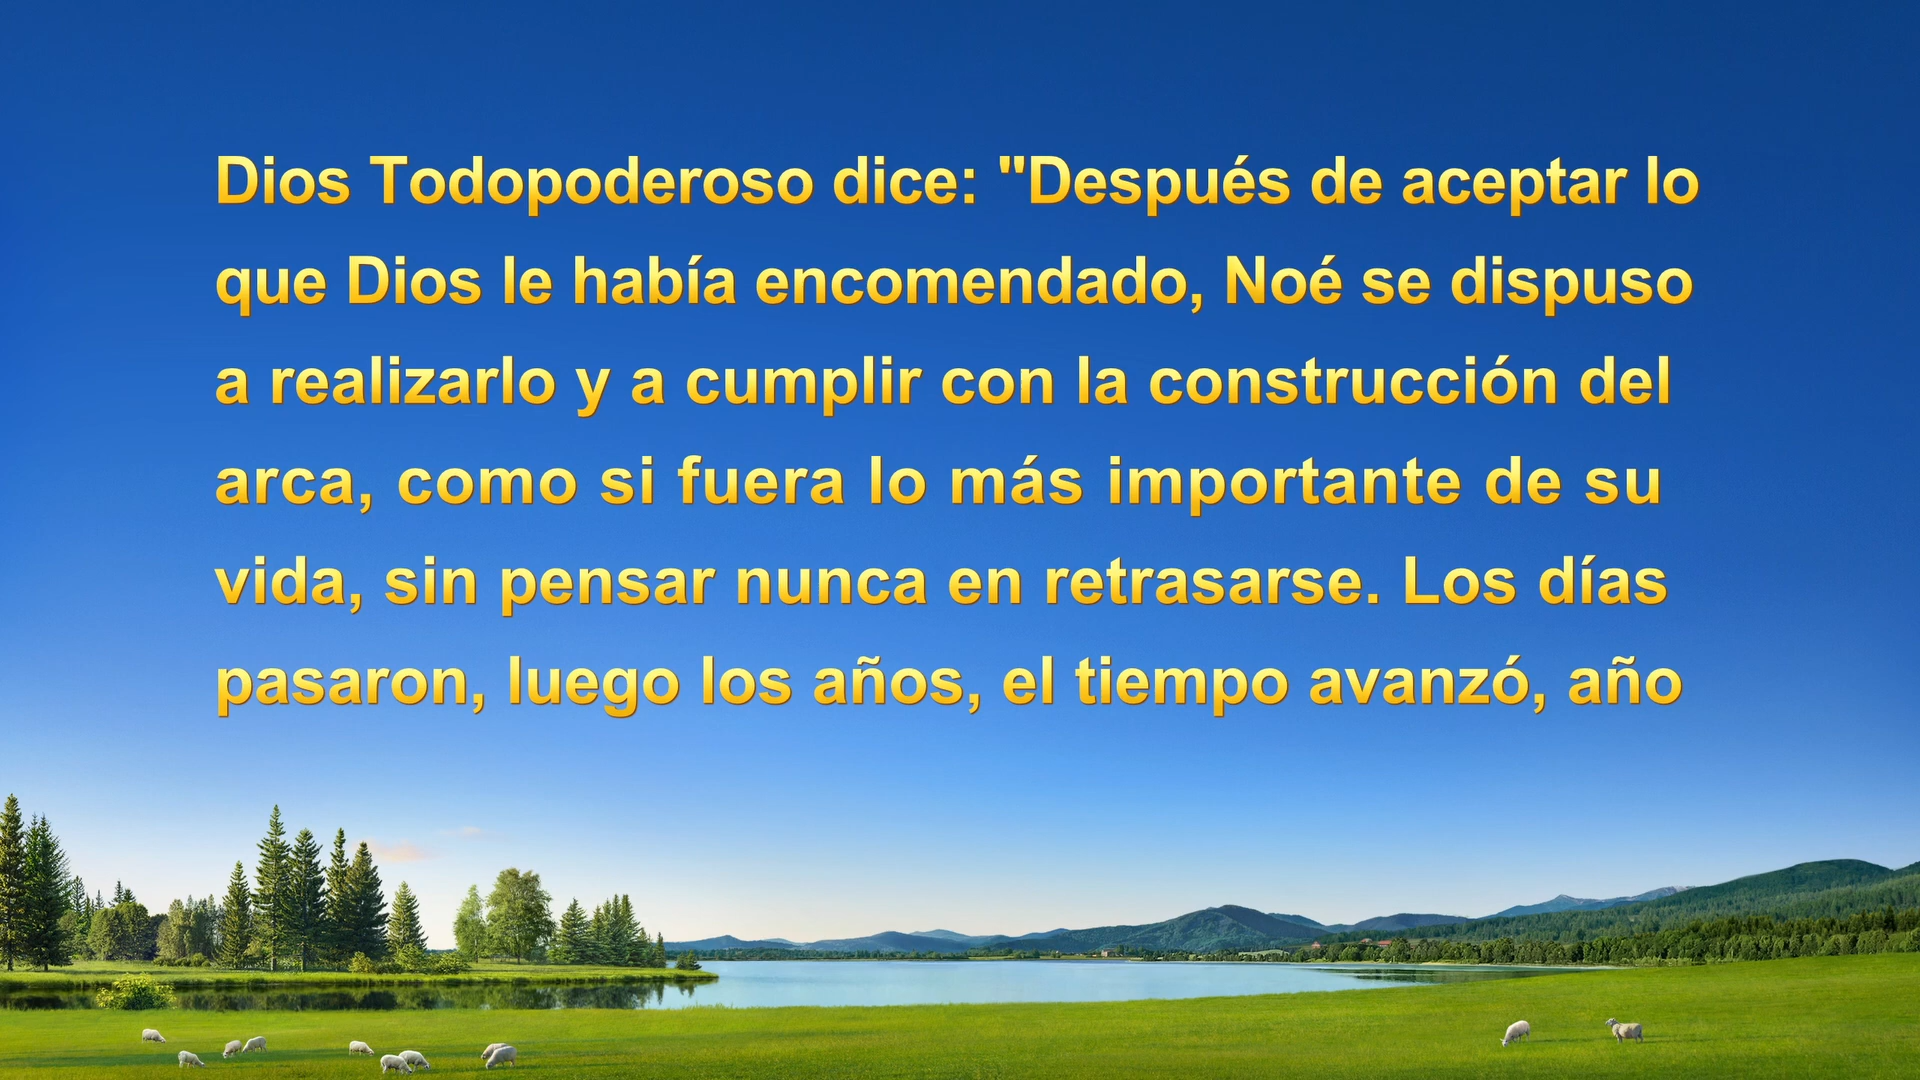 Dios Todopoderoso dice: "Después de aceptar lo
que Dios le había encomendado, Noé se dispuso
a realizarlo y a cumplir con la construcción del
arca, como si fuera lo más importante de su
vida, sin pensar nunca en retrasarse. Los días
pasaron, luego los años, el tiempo avanzó, año